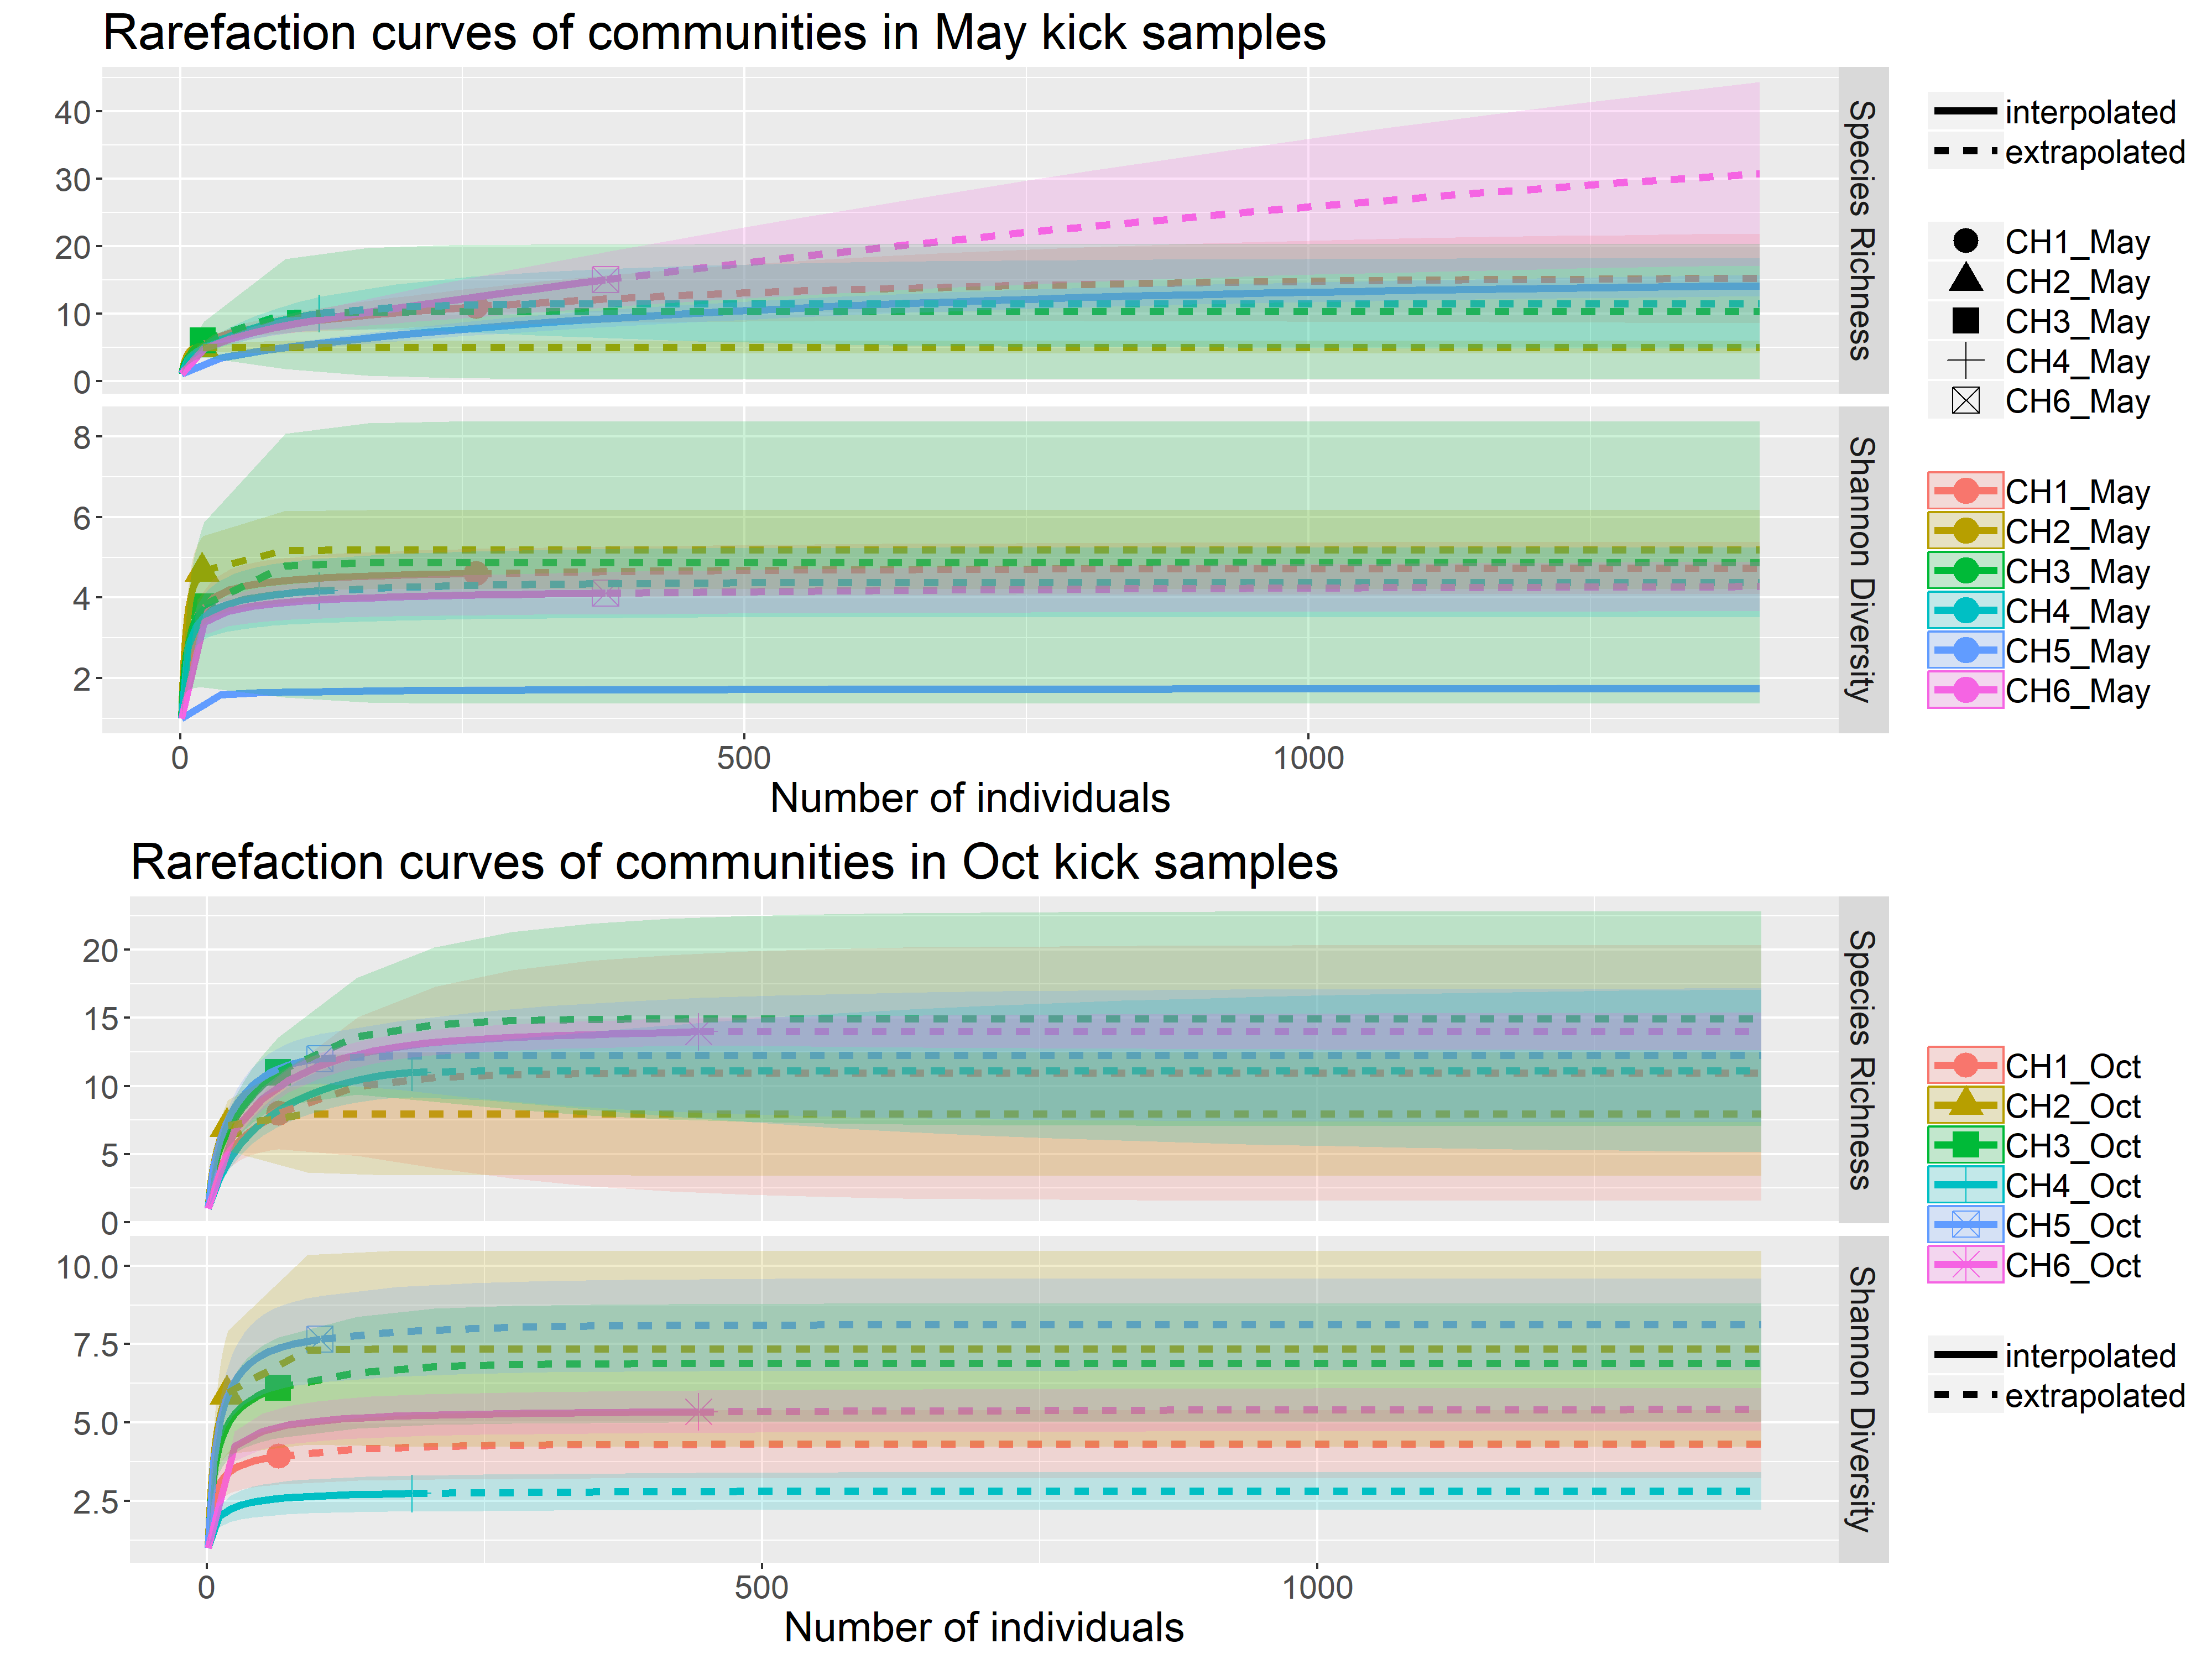 Rarefaction curves of communities in May kick samples
40
30
20
10
0
Species Richness
8
6
4
2
Shannon Diversity
0
500
1000
Number of individuals
interpolated
extrapolated
CH1_May
CH2_May
CH3_May
CH4_May
CH6_May
CH1_May
CH2_May
CH3_May
CH4_May
CH5_May
CH6_May
Rarefaction curves of communities in Oct kick samples
20
15
10
5
0
Species Richness
10.0
7.5
5.0
2.5
Shannon Diversity
0
500
1000
Number of individuals
CH1_Oct
CH2_Oct
CH3_Oct
CH4_Oct
CH5_Oct
CH6_Oct
interpolated
extrapolated